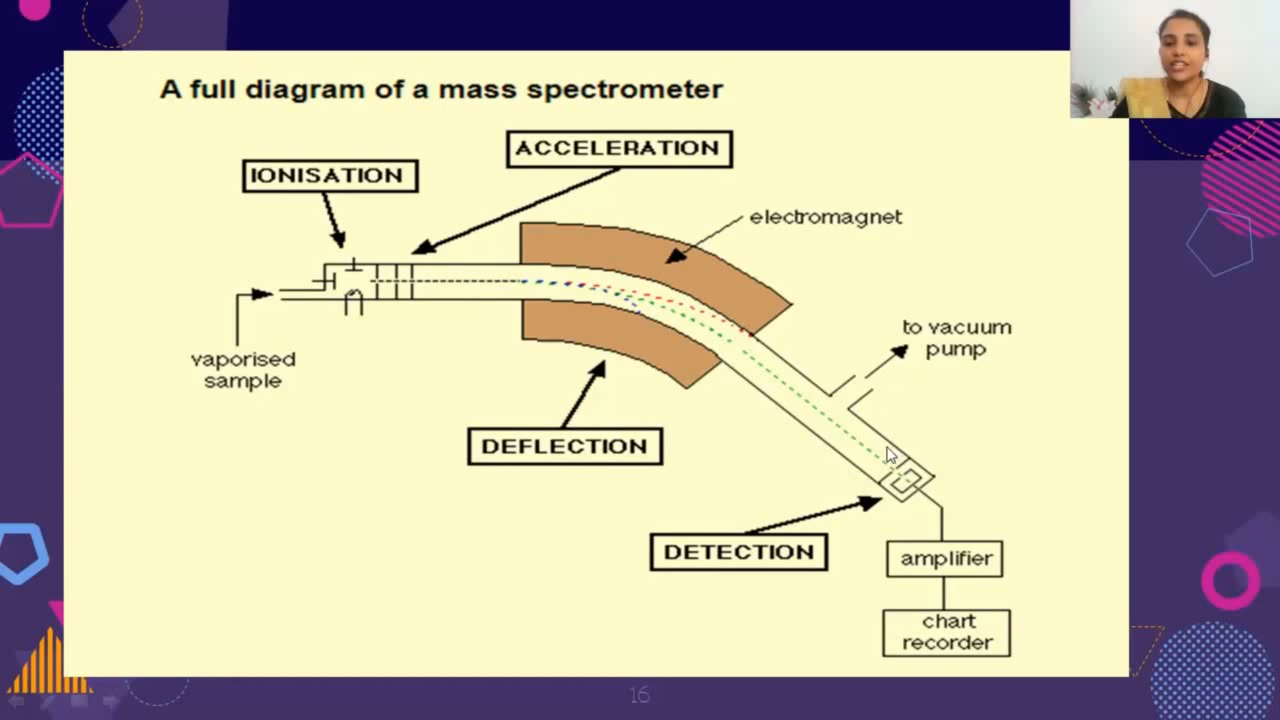 A full diagram of a mass spectrometer
ACCELERATION
IONISATION
electromagnet
to vacuum
pump
vaporised
sample
DEFLECTION
DETECTION
amplifier
chart
recorder
16